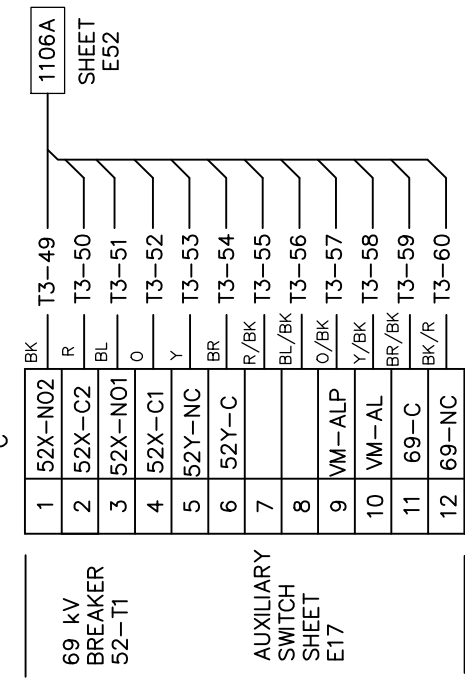 C
1106A
SHEET
E52
1 52X-NO2 BK T3-49
2 52X-C2 R T3-50
3 52X-NO1 BL T3-51
4 52X-C1 O T3-52
5 52Y-NC Y T3-53
6 52Y-C BR T3-54
7 R/BK T3-55
8 BL/BK T3-56
9 VM-ALP O/BK T3-57
10 VM-AL Y/BK T3-58
11 69-C BR/BK T3-59
12 69-NC BK/R T3-60
69 kV
BREAKER
52-T1
AUXILIARY
SWITCH
SHEET
E17